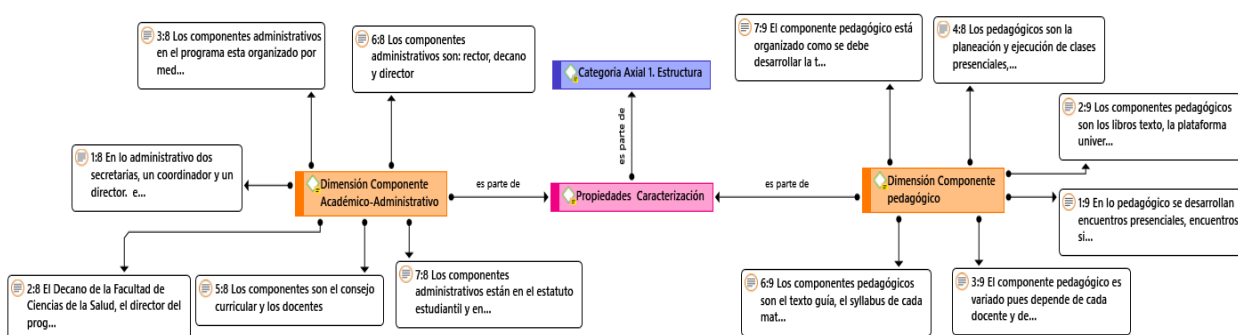 3:8 Los componentes administrativos
en el programa esta organizado por
med...
6:8 Los componentes
administrativos son: rector, decano
y director
7:9 El componente pedagógico está
organizado como se debe
desarrollar la t...
4:8 Los pedagógicos son la
planeación y ejecución de clases
presenciales,...
Categoria Axial 1. Estructura
es parte de
2:9 Los componentes pedagógicos
son los libros texto, la plataforma
univer...
1:8 En lo administrativo dos
secretarias, un coordinador y un
director. e...
Dimensión Componente
Académico-Administrativo
es parte de
Propiedades Caracterización
es parte de
Dimensión Componente
pedagógico
1:9 En lo pedagógico se desarrollan
encuentros presenciales, encuentros
si...
2:8 El Decano de la Facultad de
Ciencias de la Salud, el director del
prog...
5:8 Los componentes son el consejo
curricular y los docentes
7:8 Los componentes
administrativos están en el estatuto
estudiantil y en...
6:9 Los componentes pedagógicos
son el texto guía, el syllabus de cada
mat...
3:9 El componente pedagógico es
variado pues depende de cada
docente y de...